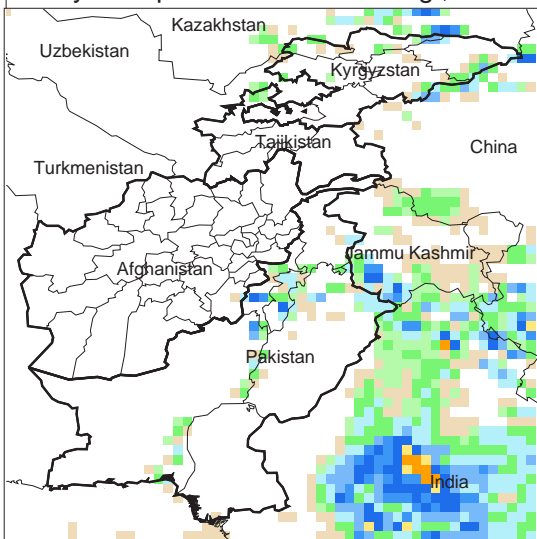 Kazakhstan
Uzbekistan
Kyrgyzstan
Tajikistan
China
Turkmenistan
Jammu Kashmir
Afghanistan
Pakistan
India